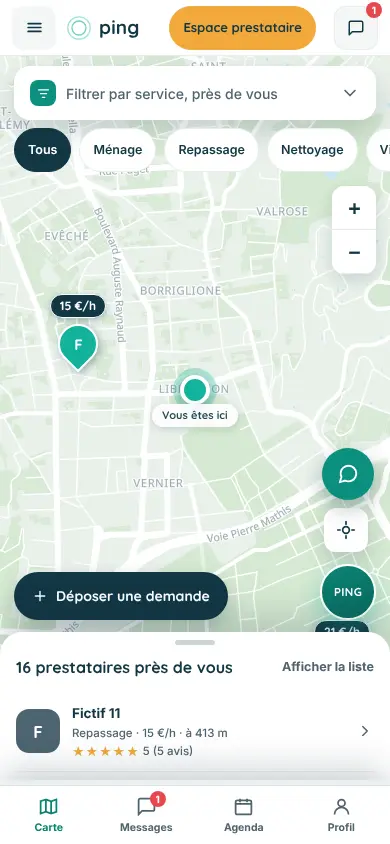 ping
Espace prestataire
1
SAINT-
LÉMY
Filtrer par service, près de vous
Tous
Ménage
Repassage
Nettoyage
Vi
VALROSE
+
−
ÉVÊCHÉ
Boulevard Auguste Raynaud
BORRIGLIONE
15 €/h
F
Vous êtes ici
VERNIER
Voie Pierre Mathis
+ Déposer une demande
PING
21 €/h
16 prestataires près de vous
Afficher la liste
F
Fictif 11
Repassage · 15 €/h · à 413 m
★★★★★ 5 (5 avis)
Carte
1
Messages
Agenda
Profil